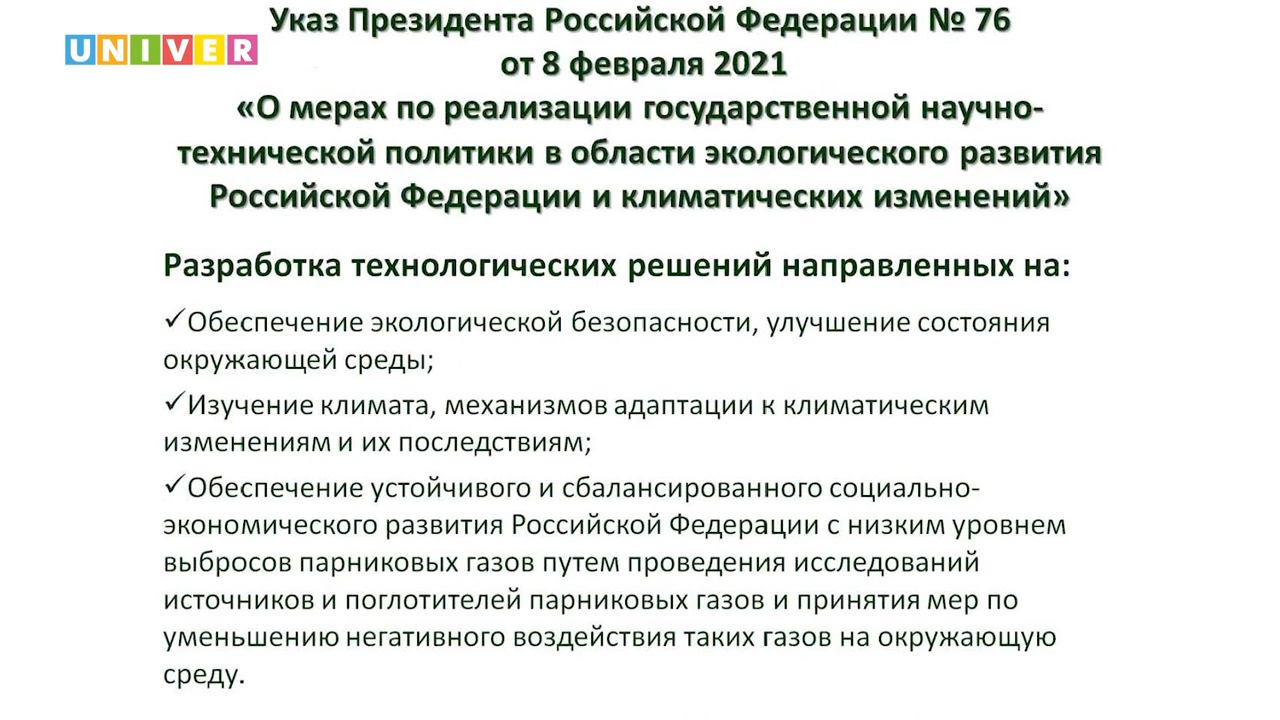 UNIVER
Указ Президента Российской Федерации № 76
от 8 февраля 2021
«О мерах по реализации государственной научно-
технической политики в области экологического развития
Российской Федерации и климатических изменений»
Разработка технологических решений направленных на:
✓Обеспечение экологической безопасности, улучшение состояния
окружающей среды;
✓Изучение климата, механизмов адаптации к климатическим
изменениям и их последствиям;
✓Обеспечение устойчивого и сбалансированного социально-
экономического развития Российской Федерации с низким уровнем
выбросов парниковых газов путем проведения исследований
источников и поглотителей парниковых газов и принятия мер по
уменьшению негативного воздействия таких газов на окружающую
среду.